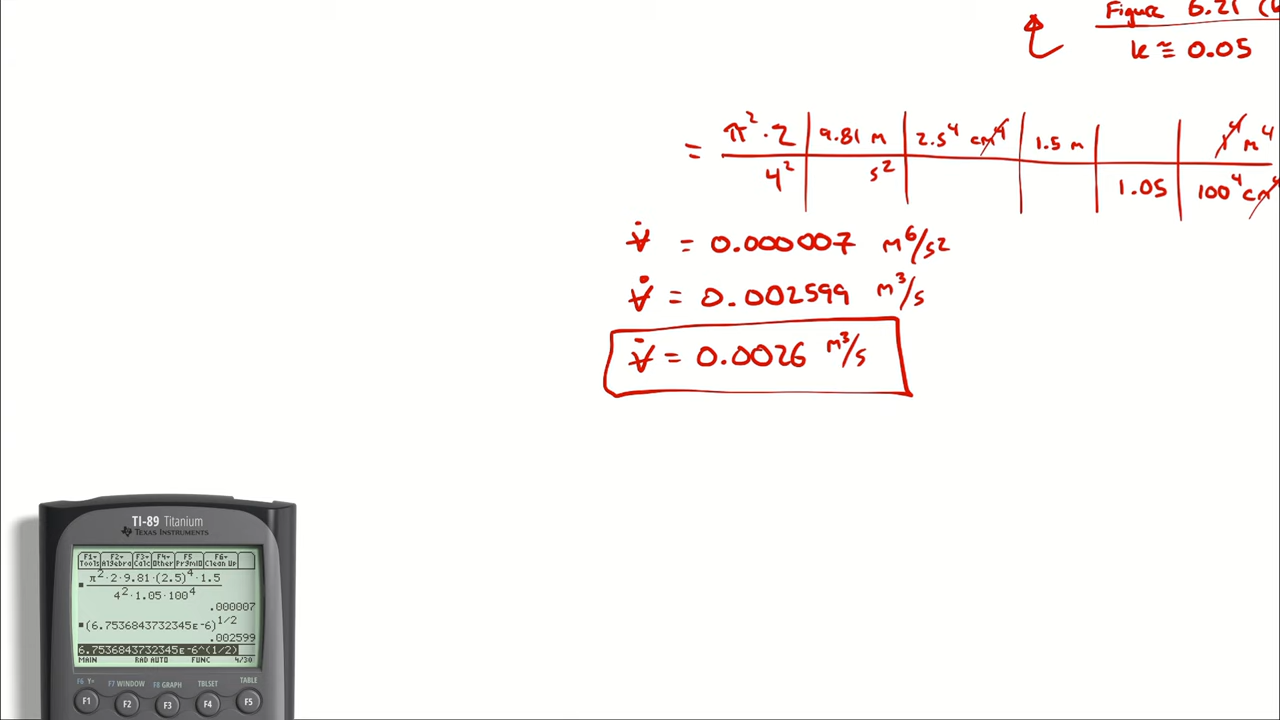 Figure 6.21 (
k ≅ 0.05
= π² · 2 | 9.81 m | 2.5⁴ cm⁴ | 1.5 m | | 1⁴ m⁴
4² | s² | | | 1.05 | 100⁴ cm⁴
V̇ = 0.000007 m⁶/s²
V̇ = 0.002599 m³/s
V̇ = 0.0026 m³/s
TI-89 Titanium
TEXAS INSTRUMENTS
F1 Tools F2 Algebra F3 Calc F4 Other F5 PrgmIO F6 Clean Up
π²·2·9.81·(2.5)⁴·1.5
4²·1.05·100⁴
.000007
(6.7536843732345E-6)^1/2
.002599
6.7536843732345E-6^(1/2)
MAIN RAD AUTO FUNC 4/30
F6 Y= F7 WINDOW F8 GRAPH TBLSET TABLE
F1 F2 F3 F4 F5